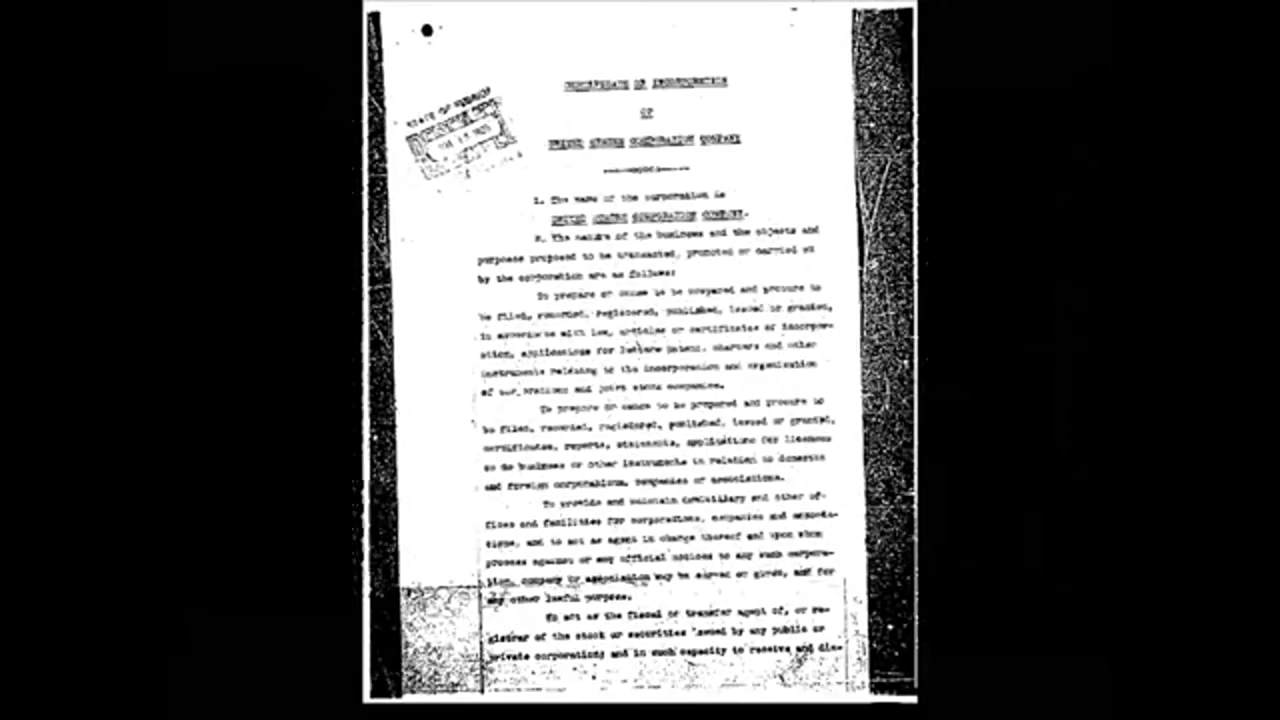 CERTIFICATE OF INCORPORATION
OF
UNITED STATES CORPORATION COMPANY
1. The name of the corporation is
UNITED STATES CORPORATION COMPANY.
2. The nature of the business and the objects and
purposes proposed to be transacted, promoted or carried on
by the corporation are as follows:
To prepare or cause to be prepared and procure to
be filed, recorded, registered, published, issued or granted,
in accordance with law, articles or certificates of incorpor-
ation, applications for letters patent, charters and other
instruments relating to the incorporation and organization
of corporations and joint stock companies.
To prepare or cause to be prepared and procure to
be filed, recorded, registered, published, issued or granted,
certificates, reports, statements, applications for licenses
to do business or other instruments in relation to domestic
and foreign corporations, companies or associations.
To provide and maintain domiciliary and other of-
fices and facilities for corporations, companies and associa-
tions, and to act as agent in charge thereof and upon whom
process against or any official notices to any such corpora-
tion, company or association may be served or given, and for
any other lawful purpose.
To act as the fiscal or transfer agent of, or re-
gistrar of the stock or securities issued by any public or
private corporation; and in such capacity to receive and dis-